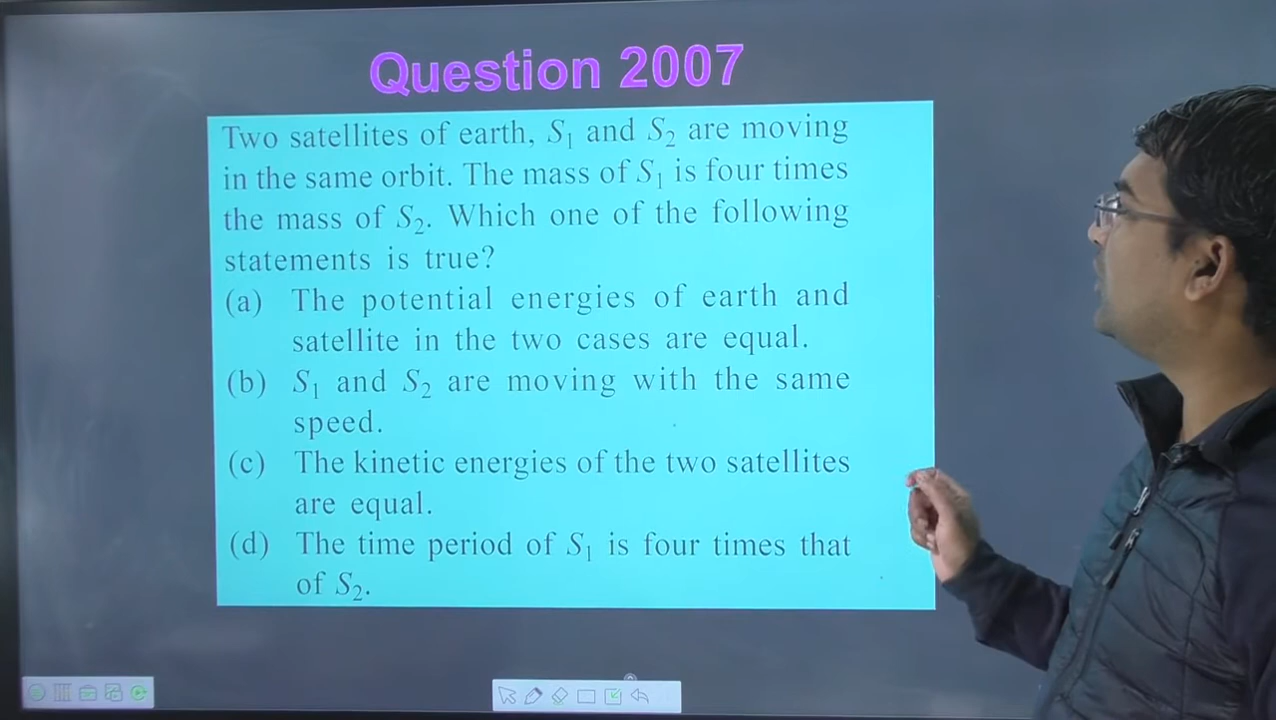 Question 2007
Two satellites of earth, S₁ and S₂ are moving
in the same orbit. The mass of S₁ is four times
the mass of S₂. Which one of the following
statements is true?
(a) The potential energies of earth and
satellite in the two cases are equal.
(b) S₁ and S₂ are moving with the same
speed.
(c) The kinetic energies of the two satellites
are equal.
(d) The time period of S₁ is four times that
of S₂.